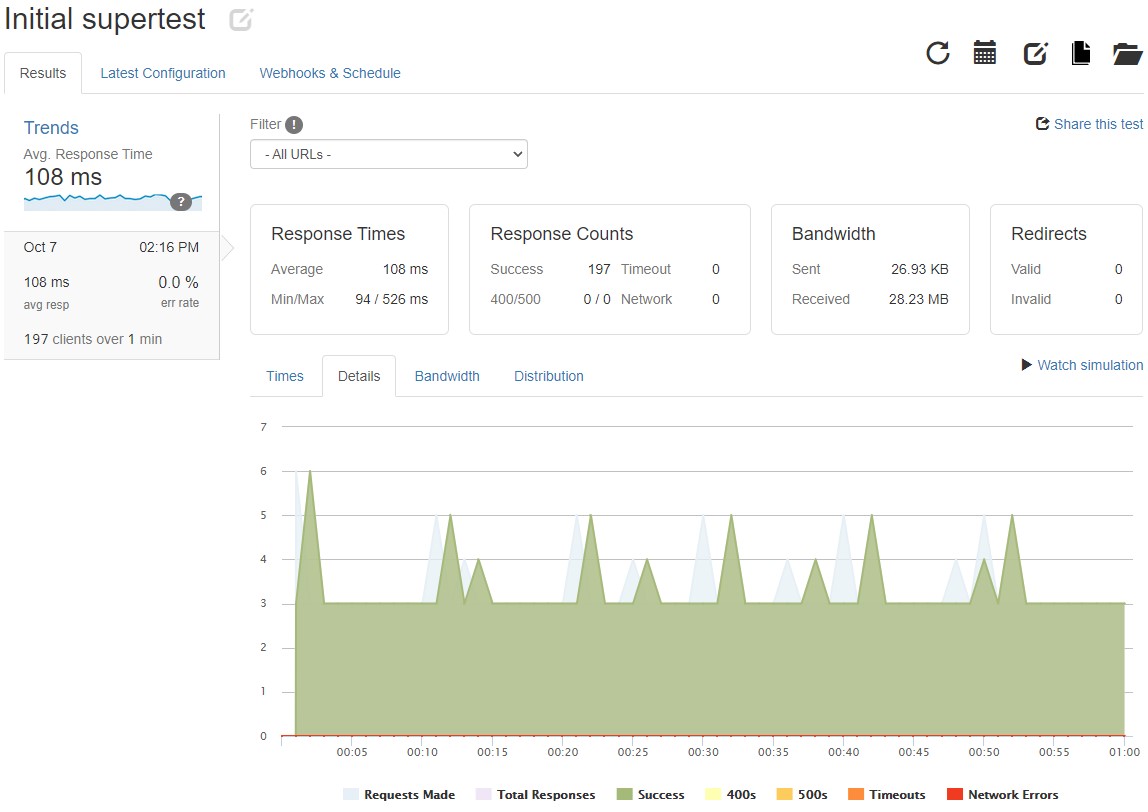 Initial supertest
Results Latest Configuration Webhooks & Schedule
Trends
Avg. Response Time
108 ms
?
Oct 7 02:16 PM
108 ms 0.0 %
avg resp err rate
197 clients over 1 min
Filter !
Share this test
- All URLs -
Response Times
Average 108 ms
Min/Max 94 / 526 ms
Response Counts
Success 197 Timeout 0
400/500 0 / 0 Network 0
Bandwidth
Sent 26.93 KB
Received 28.23 MB
Redirects
Valid 0
Invalid 0
Times Details Bandwidth Distribution
Watch simulation
7
6
5
4
3
2
1
0
00:05 00:10 00:15 00:20 00:25 00:30 00:35 00:40 00:45 00:50 00:55 01:00
Requests Made Total Responses Success 400s 500s Timeouts Network Errors